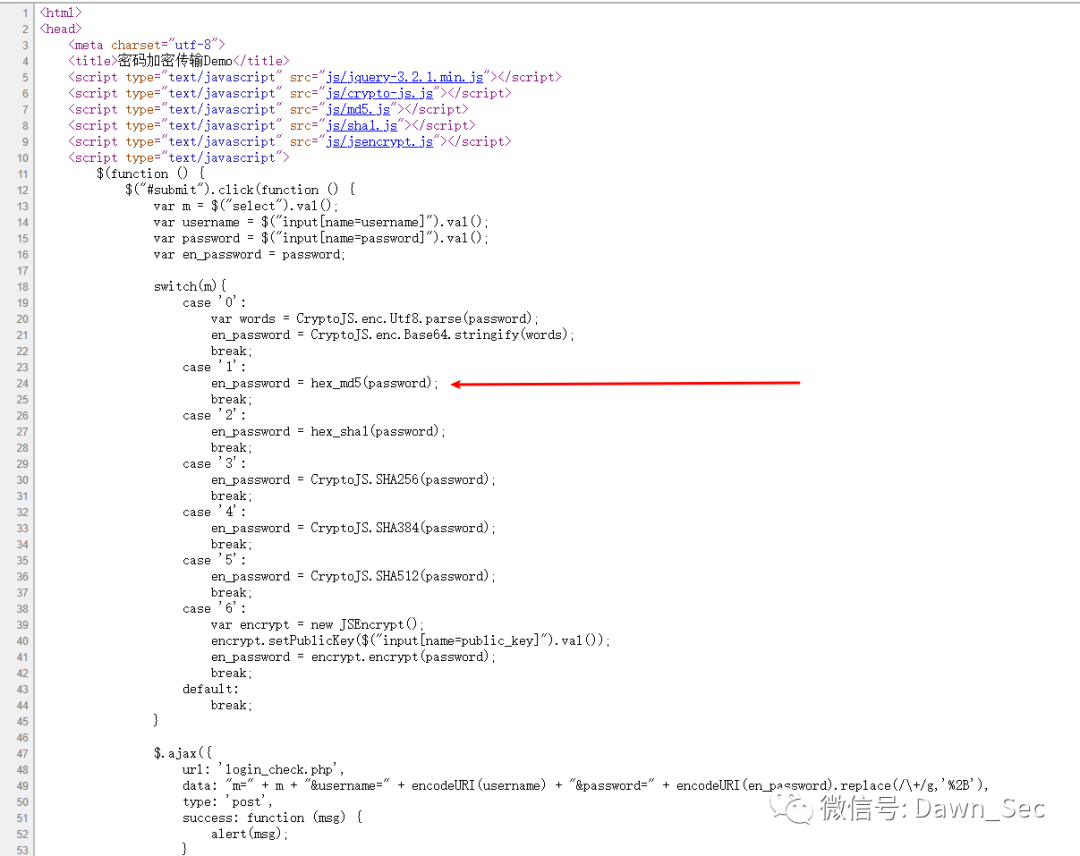 1 <html>
2 <head>
3 <meta charset="utf-8">
4 <title>密码加密传输Demo</title>
5 <script type="text/javascript" src="js/jquery-3.2.1.min.js"></script>
6 <script type="text/javascript" src="js/crypto-js.js"></script>
7 <script type="text/javascript" src="js/md5.js"></script>
8 <script type="text/javascript" src="js/sha1.js"></script>
9 <script type="text/javascript" src="js/jsencrypt.js"></script>
10 <script type="text/javascript">
11 $(function () {
12 $("#submit").click(function () {
13 var m = $("select").val();
14 var username = $("input[name=username]").val();
15 var password = $("input[name=password]").val();
16 var en_password = password;
17
18 switch(m){
19 case '0':
20 var words = CryptoJS.enc.Utf8.parse(password);
21 en_password = CryptoJS.enc.Base64.stringify(words);
22 break;
23 case '1':
24 en_password = hex_md5(password);
25 break;
26 case '2':
27 en_password = hex_sha1(password);
28 break;
29 case '3':
30 en_password = CryptoJS.SHA256(password);
31 break;
32 case '4':
33 en_password = CryptoJS.SHA384(password);
34 break;
35 case '5':
36 en_password = CryptoJS.SHA512(password);
37 break;
38 case '6':
39 var encrypt = new JSEncrypt();
40 encrypt.setPublicKey($("input[name=public_key]").val());
41 en_password = encrypt.encrypt(password);
42 break;
43 default:
44 break;
45 }
46
47 $.ajax({
48 url: 'login_check.php',
49 data: "m=" + m + "&username=" + encodeURI(username) + "&password=" + encodeURI(en_password).replace(/\+/g,'%2B'),
50 type: 'post',
51 success: function (msg) {
52 alert(msg);
53 }
微信号: Dawn_Sec